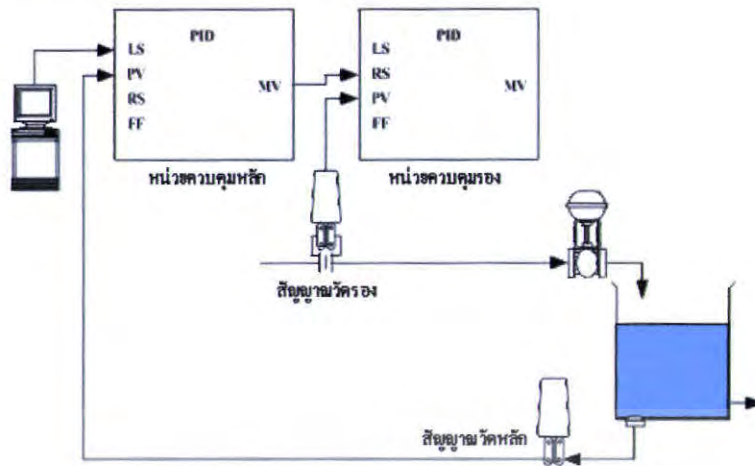 PID
LS
PV
RS
FF
MV
PID
LS
RS
PV
FF
MV
หน่วยควบคุมหลัก
หน่วยควบคุมรอง
สัญญาณวัดรอง
สัญญาณวัดหลัก